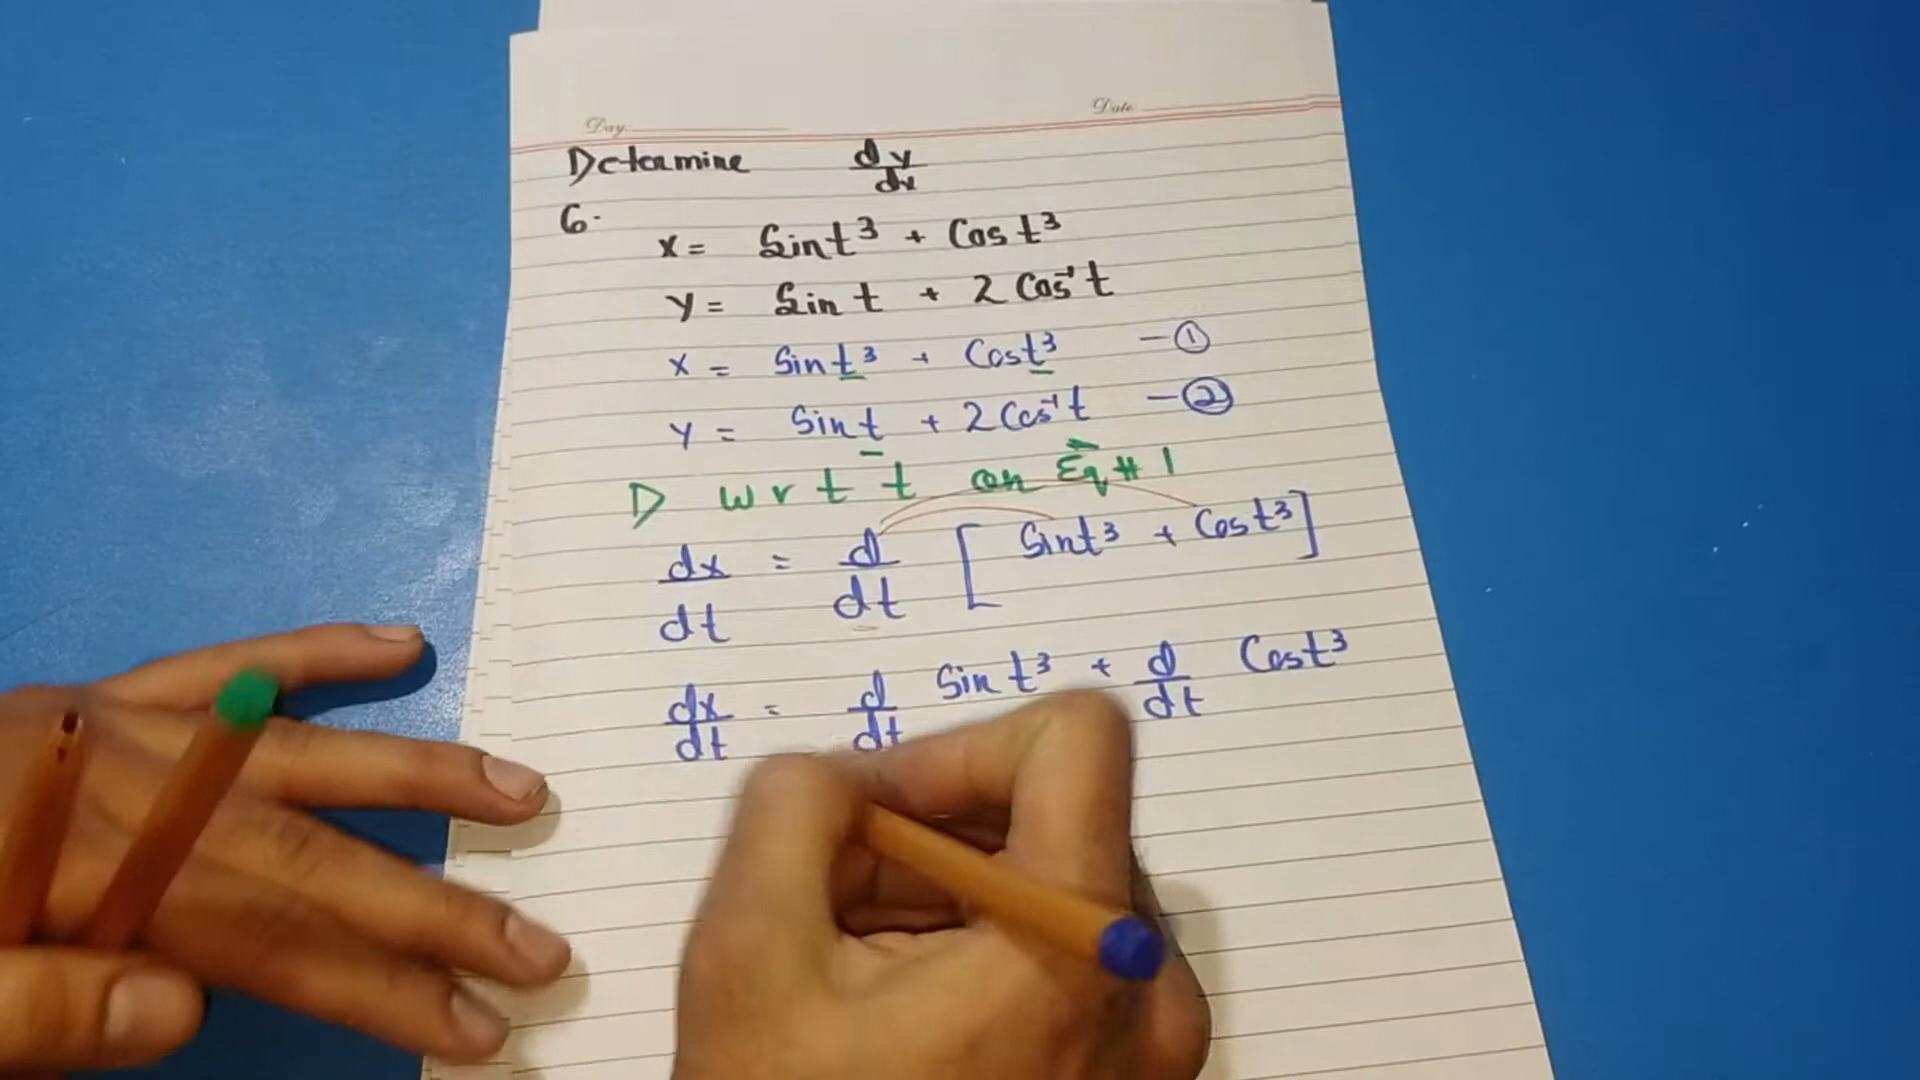 Day:
Date
Determine dy/dx
6.
x = Sin t³ + Cos t³
y = Sin t + 2 Cos⁻¹ t
x = Sin t³ + Cos t³ - ①
y = Sin t + 2 Cos⁻¹ t - ②
D w r t t on Eq # 1
dx/dt = d/dt [ Sin t³ + Cos t³ ]
dx/dt = d/dt Sin t³ + d/dt Cos t³